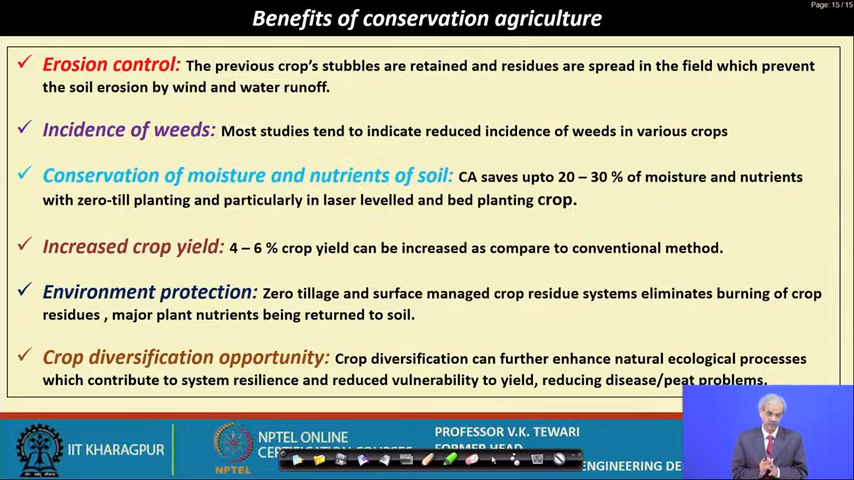 Page: 15 / 15
Benefits of conservation agriculture
✓ Erosion control: The previous crop's stubbles are retained and residues are spread in the field which prevent
the soil erosion by wind and water runoff.
✓ Incidence of weeds: Most studies tend to indicate reduced incidence of weeds in various crops
✓ Conservation of moisture and nutrients of soil: CA saves upto 20 – 30 % of moisture and nutrients
with zero-till planting and particularly in laser levelled and bed planting crop.
✓ Increased crop yield: 4 – 6 % crop yield can be increased as compare to conventional method.
✓ Environment protection: Zero tillage and surface managed crop residue systems eliminates burning of crop
residues , major plant nutrients being returned to soil.
✓ Crop diversification opportunity: Crop diversification can further enhance natural ecological processes
which contribute to system resilience and reduced vulnerability to yield, reducing disease/peat problems.
IIT KHARAGPUR
NPTEL
NPTEL ONLINE
CERTIFICATION COURSES
PROFESSOR V.K. TEWARI
FORMER HEAD
ENGINEERING DE